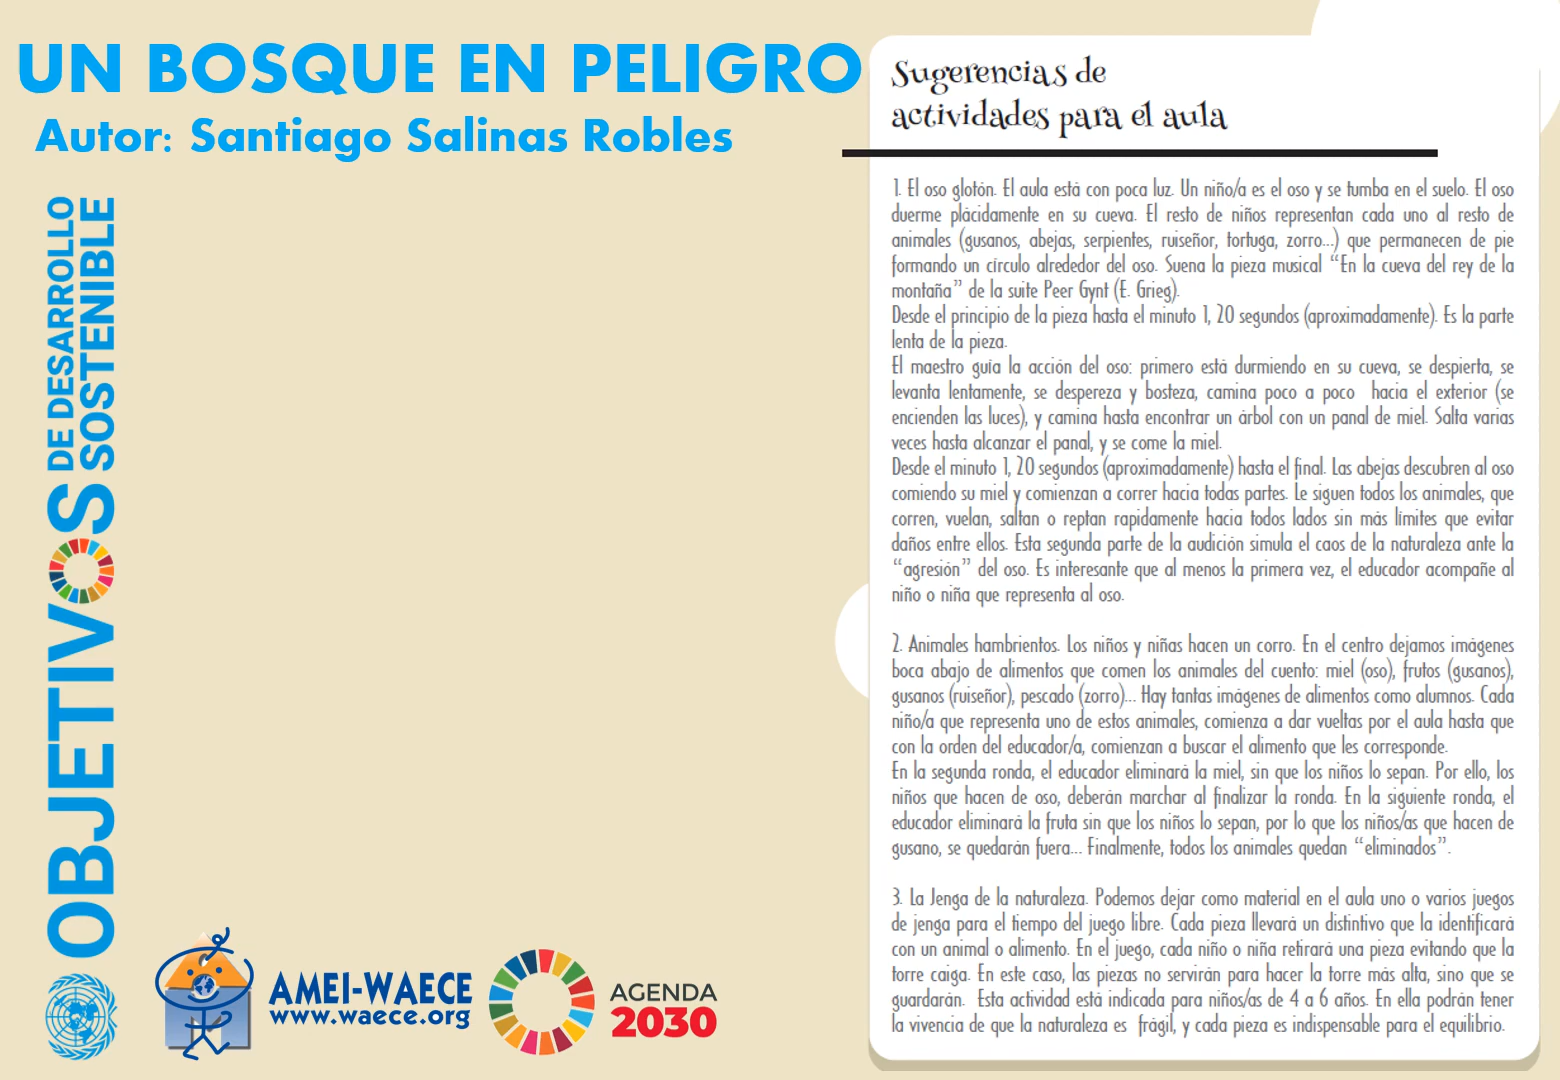 UN BOSQUE EN PELIGRO
Autor: Santiago Salinas Robles
OBJETIVOS DE DESARROLLO
SOSTENIBLE
AMEI-WAECE
www.waece.org
AGENDA
2030
Sugerencias de
actividades para el aula
1. El oso glotón. El aula está con poca luz. Un niño/a es el oso y se tumba en el suelo. El oso
duerme plácidamente en su cueva. El resto de niños representan cada uno al resto de
animales (gusanos, abejas, serpientes, ruiseñor, tortuga, zorro...) que permanecen de pie
formando un círculo alrededor del oso. Suena la pieza musical “En la cueva del rey de la
montaña” de la suite Peer Gynt (E. Grieg).
Desde el principio de la pieza hasta el minuto 1, 20 segundos (aproximadamente). Es la parte
lenta de la pieza.
El maestro guía la acción del oso: primero está durmiendo en su cueva, se despierta, se
levanta lentamente, se despereza y bosteza, camina poco a poco hacia el exterior (se
encienden las luces), y camina hasta encontrar un árbol con un panal de miel. Salta varias
veces hasta alcanzar el panal, y se come la miel.
Desde el minuto 1, 20 segundos (aproximadamente) hasta el final. Las abejas descubren al oso
comiendo su miel y comienzan a correr hacia todas partes. Le siguen todos los animales, que
corren, vuelan, saltan o reptan rapidamente hacia todos lados sin más límites que evitar
daños entre ellos. Esta segunda parte de la audición simula el caos de la naturaleza ante la
“agresión” del oso. Es interesante que al menos la primera vez, el educador acompañe al
niño o niña que representa al oso.
2. Animales hambrientos. Los niños y niñas hacen un corro. En el centro dejamos imágenes
boca abajo de alimentos que comen los animales del cuento: miel (oso), frutos (gusanos),
gusanos (ruiseñor), pescado (zorro)... Hay tantas imágenes de alimentos como alumnos. Cada
niño/a que representa uno de estos animales, comienza a dar vueltas por el aula hasta que
con la orden del educador/a, comienzan a buscar el alimento que les corresponde.
En la segunda ronda, el educador eliminará la miel, sin que los niños lo sepan. Por ello, los
niños que hacen de oso, deberán marchar al finalizar la ronda. En la siguiente ronda, el
educador eliminará la fruta sin que los niños lo sepan, por lo que los niños/as que hacen de
gusano, se quedarán fuera... Finalmente, todos los animales quedan “eliminados”.
3. La Jenga de la naturaleza. Podemos dejar como material en el aula uno o varios juegos
de jenga para el tiempo del juego libre. Cada pieza llevará un distintivo que la identificará
con un animal o alimento. En el juego, cada niño o niña retirará una pieza evitando que la
torre caiga. En este caso, las piezas no servirán para hacer la torre más alta, sino que se
guardarán. Esta actividad está indicada para niños/as de 4 a 6 años. En ella podrán tener
la vivencia de que la naturaleza es frágil, y cada pieza es indispensable para el equilibrio.